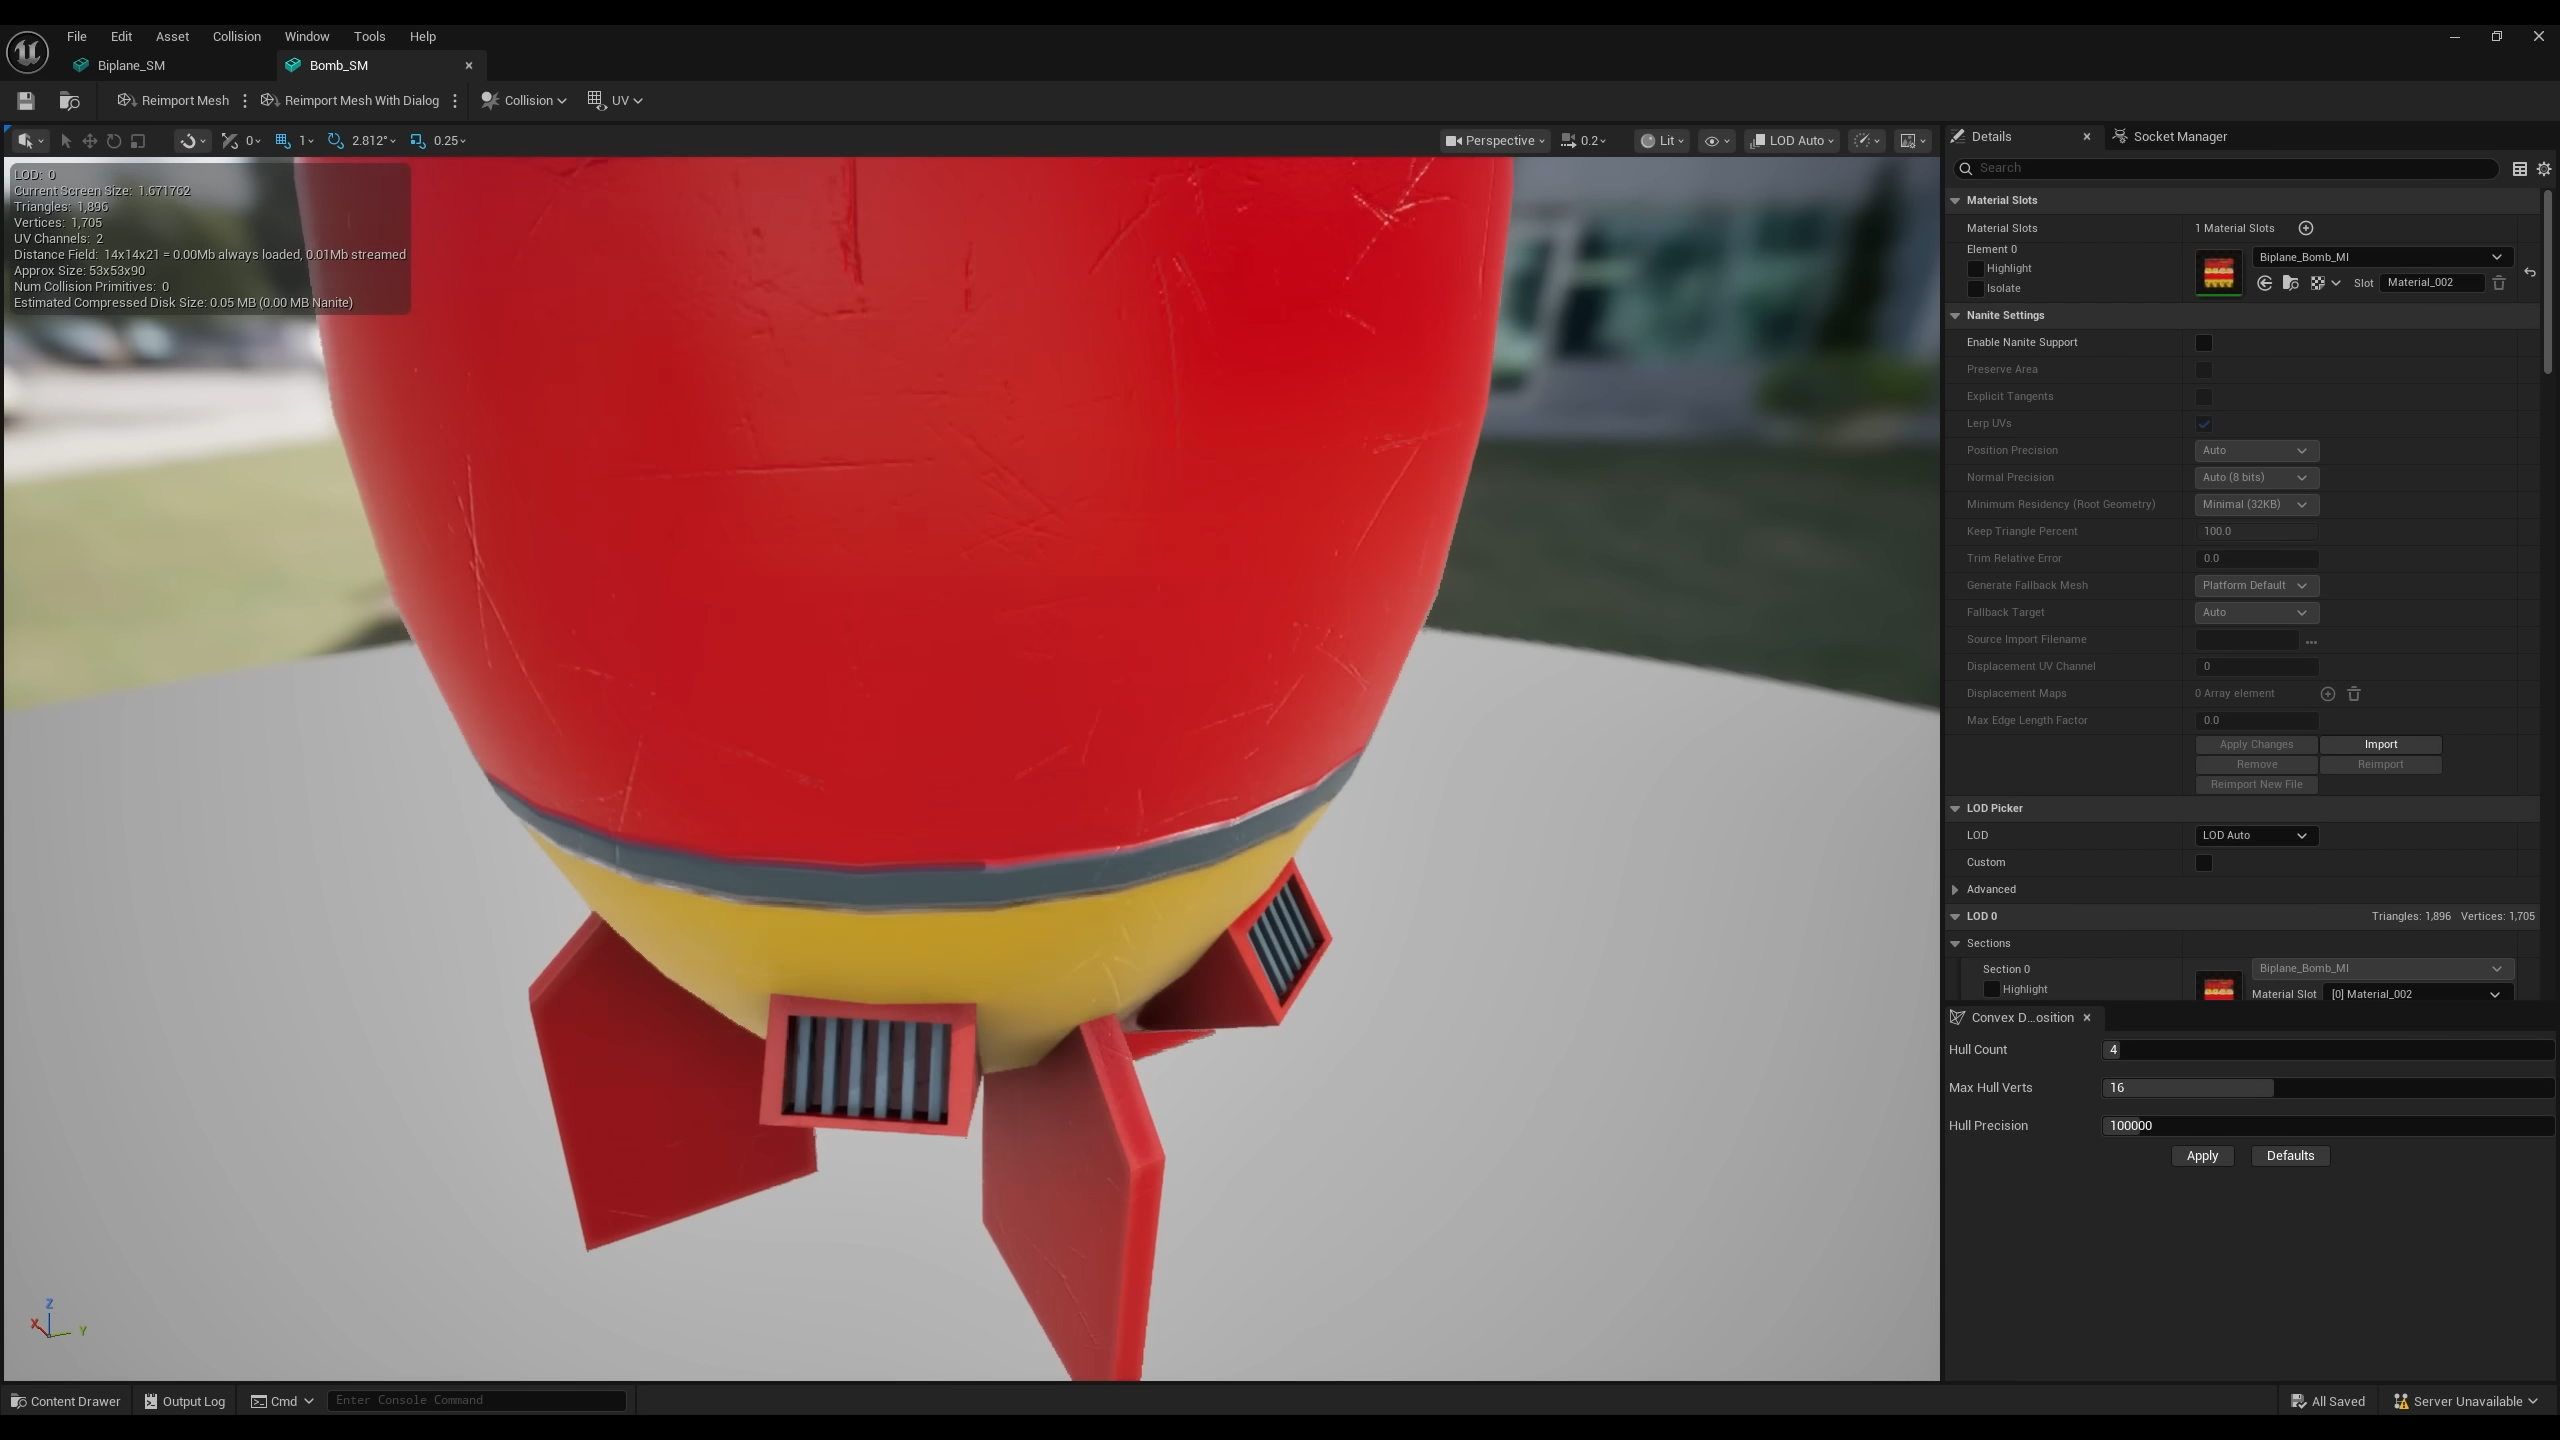 File Edit Asset Collision Window Tools Help
Biplane_SM Bomb_SM
Reimport Mesh Reimport Mesh With Dialog Collision UV
0 1 2.812° 0.25 Perspective 0.2 Lit LOD Auto
LOD: 0
Current Screen Size: 1.671762
Triangles: 1,896
Vertices: 1,705
UV Channels: 2
Distance Field: 14x14x21 = 0.00Mb always loaded, 0.01Mb streamed
Approx Size: 53x53x90
Num Collision Primitives: 0
Estimated Compressed Disk Size: 0.05 MB (0.00 MB Nanite)
X Z Y
Details Socket Manager
Search
Material Slots
Material Slots 1 Material Slots
Element 0 Biplane_Bomb_MI
Highlight
Isolate Slot Material_002
Nanite Settings
Enable Nanite Support
Preserve Area
Explicit Tangents
Lerp UVs
Position Precision Auto
Normal Precision Auto (8 bits)
Minimum Residency (Root Geometry) Minimal (32KB)
Keep Triangle Percent 100.0
Trim Relative Error 0.0
Generate Fallback Mesh Platform Default
Fallback Target Auto
Source Import Filename ...
Displacement UV Channel 0
Displacement Maps 0 Array element
Max Edge Length Factor 0.0
Apply Changes Import
Remove Reimport
Reimport New File
LOD Picker
LOD LOD Auto
Custom
Advanced
LOD 0 Triangles: 1,896 Vertices: 1,705
Sections
Section 0 Biplane_Bomb_MI
Highlight Material Slot [0] Material_002
Convex D...osition
Hull Count 4
Max Hull Verts 16
Hull Precision 100000
Apply Defaults
Content Drawer Output Log Cmd Enter Console Command All Saved Server Unavailable